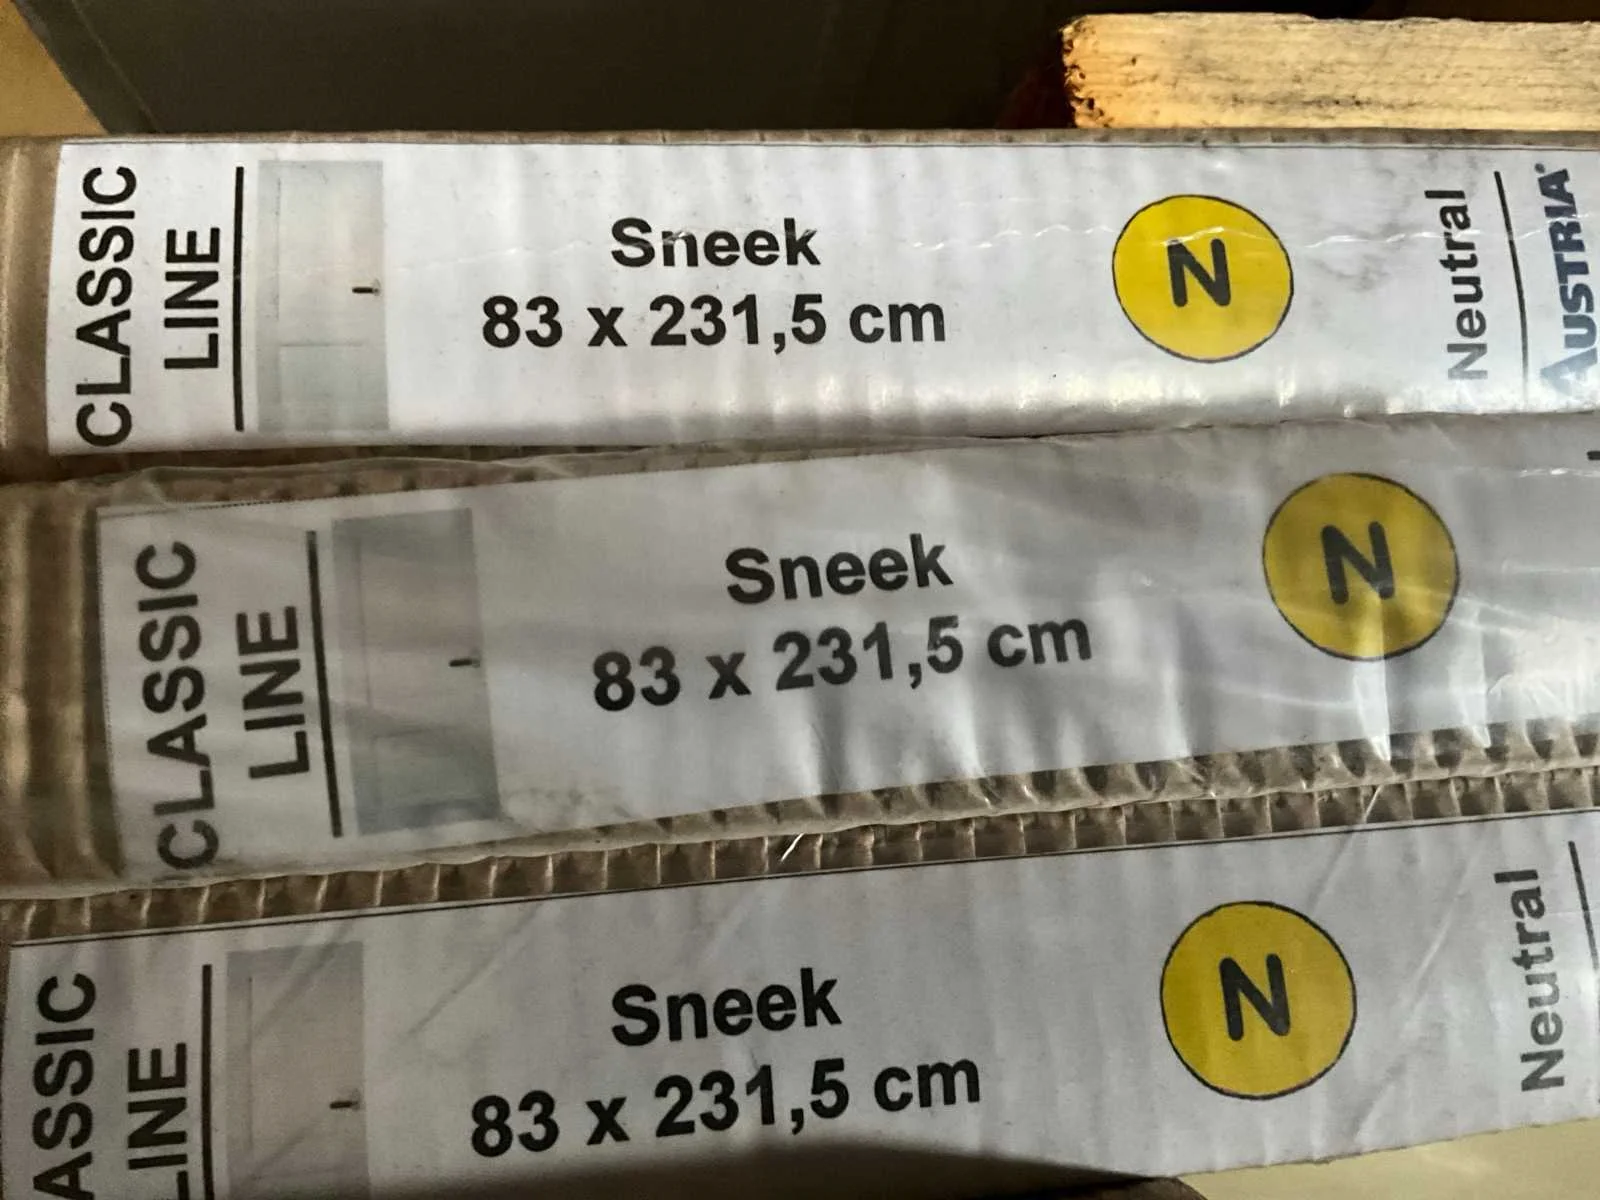 CLASSIC
LINE
Sneek
83 x 231,5 cm
N
Neutral
AUSTRIA
CLASSIC
LINE
Sneek
83 x 231,5 cm
N
ASSIC
LINE
Sneek
83 x 231,5 cm
N
Neutral